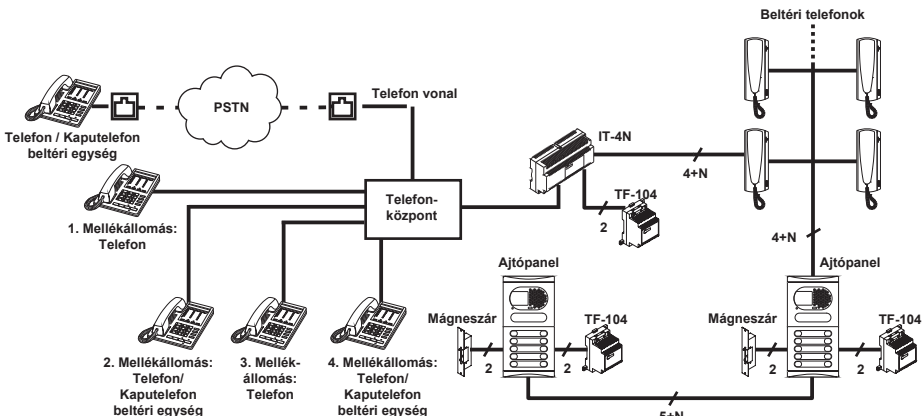 Beltéri telefonok
PSTN
Telefon vonal
Telefon / Kaputelefon
beltéri egység
IT-4N
4+N
Telefon-
központ
TF-104
2
1. Mellékállomás:
Telefon
4+N
Ajtópanel
Ajtópanel
Mágneszár
TF-104
Mágneszár
TF-104
2
2
2
2
2. Mellékállomás:
Telefon/
Kaputelefon
beltéri egység
3. Mellék-
állomás:
Telefon
4. Mellékállomás:
Telefon/
Kaputelefon
beltéri egység
5+N